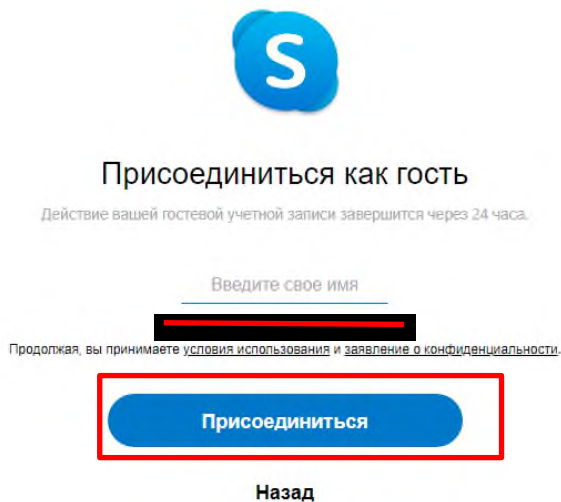 S
Присоединиться как гость
Действие вашей гостевой учетной записи завершится через 24 часа.
Введите свое имя
Продолжая, вы принимаете условия использования и заявление о конфиденциальности.
Присоединиться
Назад